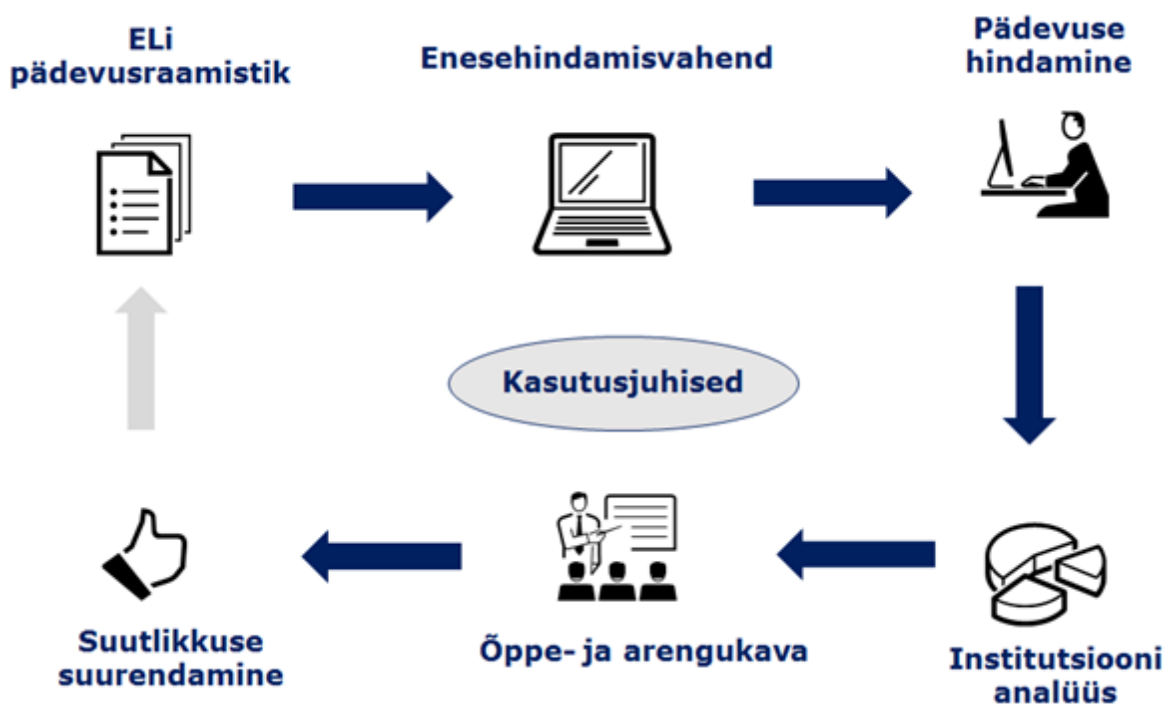 ELi
pädevusraamistik
Enesehindamisvahend
Pädevuse
hindamine
Kasutusjuhised
Suutlikkuse
suurendamine
Õppe- ja arengukava
Institutsiooni
analüüs